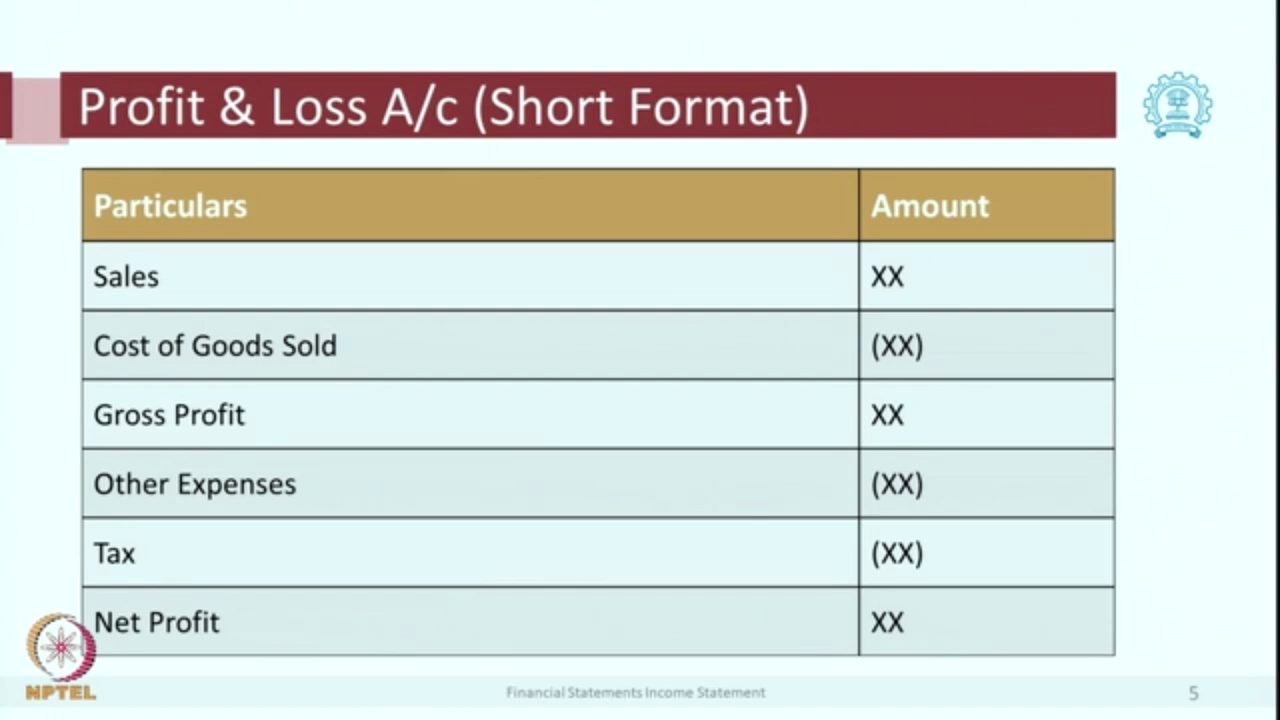 Profit & Loss A/c (Short Format)
Particulars Amount
Sales XX
Cost of Goods Sold (XX)
Gross Profit XX
Other Expenses (XX)
Tax (XX)
Net Profit XX
NPTEL
Financial Statements Income Statement
5